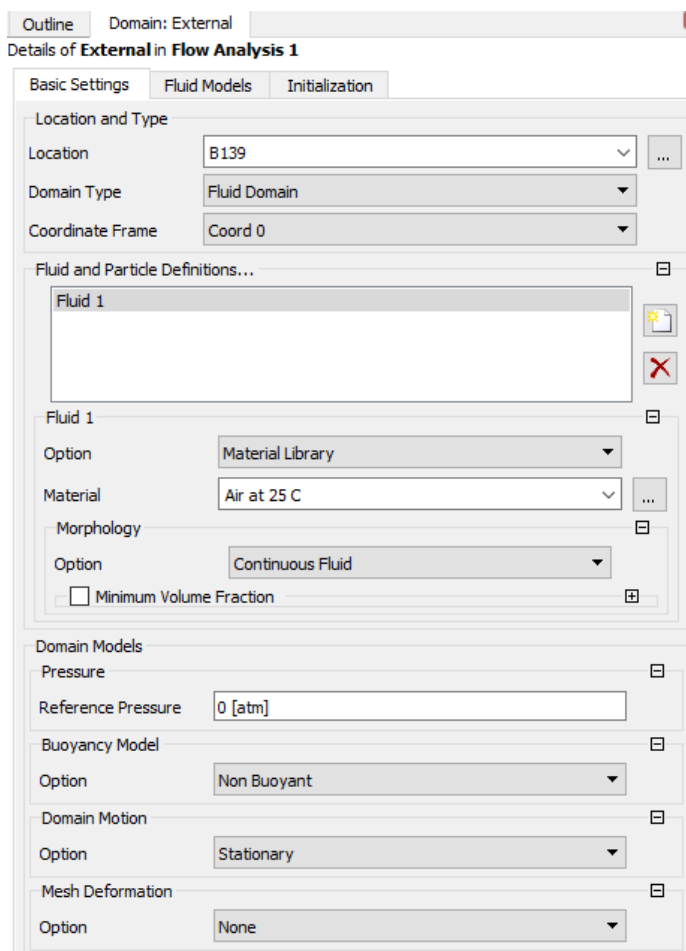 Outline Domain: External
Details of External in Flow Analysis 1
Basic Settings Fluid Models Initialization
Location and Type
Location B139 ...
Domain Type Fluid Domain
Coordinate Frame Coord 0
Fluid and Particle Definitions...
Fluid 1
Fluid 1
Option Material Library
Material Air at 25 C ...
Morphology
Option Continuous Fluid
Minimum Volume Fraction
Domain Models
Pressure
Reference Pressure 0 [atm]
Buoyancy Model
Option Non Buoyant
Domain Motion
Option Stationary
Mesh Deformation
Option None